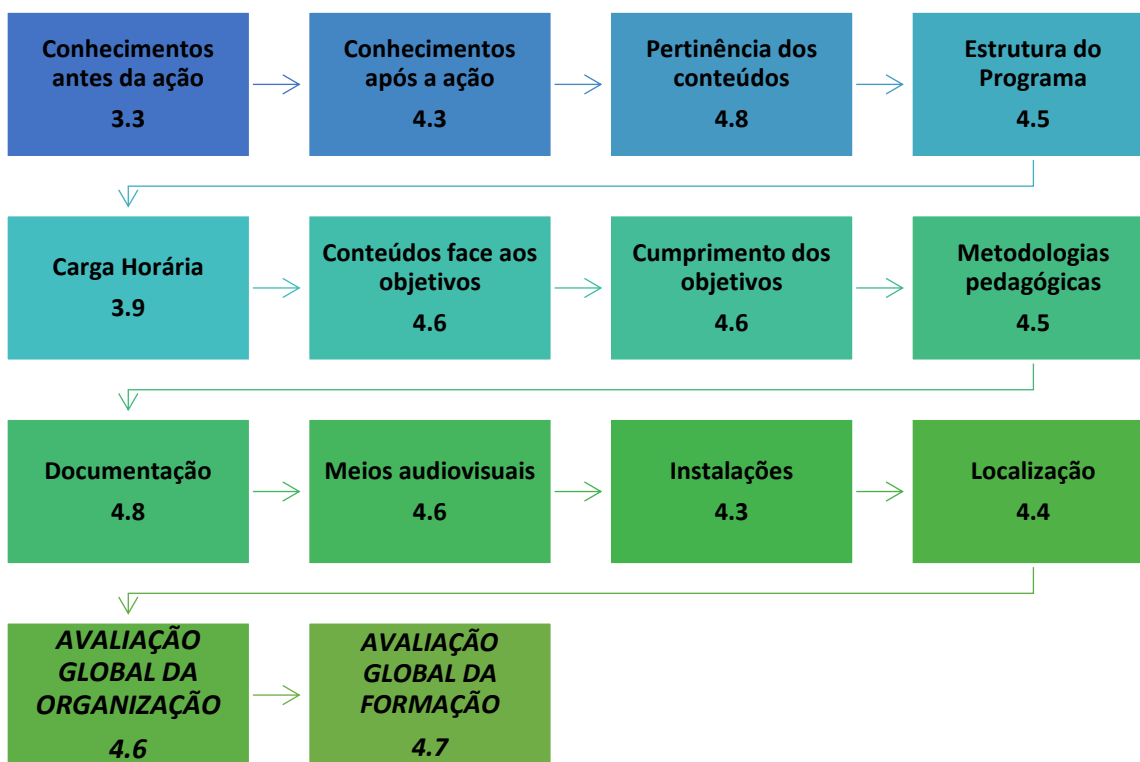 Conhecimentos
antes da ação
3.3
Conhecimentos
após a ação
4.3
Pertinência dos
conteúdos
4.8
Estrutura do
Programa
4.5
Carga Horária
3.9
Conteúdos face aos
objetivos
4.6
Cumprimento dos
objetivos
4.6
Metodologias
pedagógicas
4.5
Documentação
4.8
Meios audiovisuais
4.6
Instalações
4.3
Localização
4.4
AVALIAÇÃO
GLOBAL DA
ORGANIZAÇÃO
4.6
AVALIAÇÃO
GLOBAL DA
FORMAÇÃO
4.7